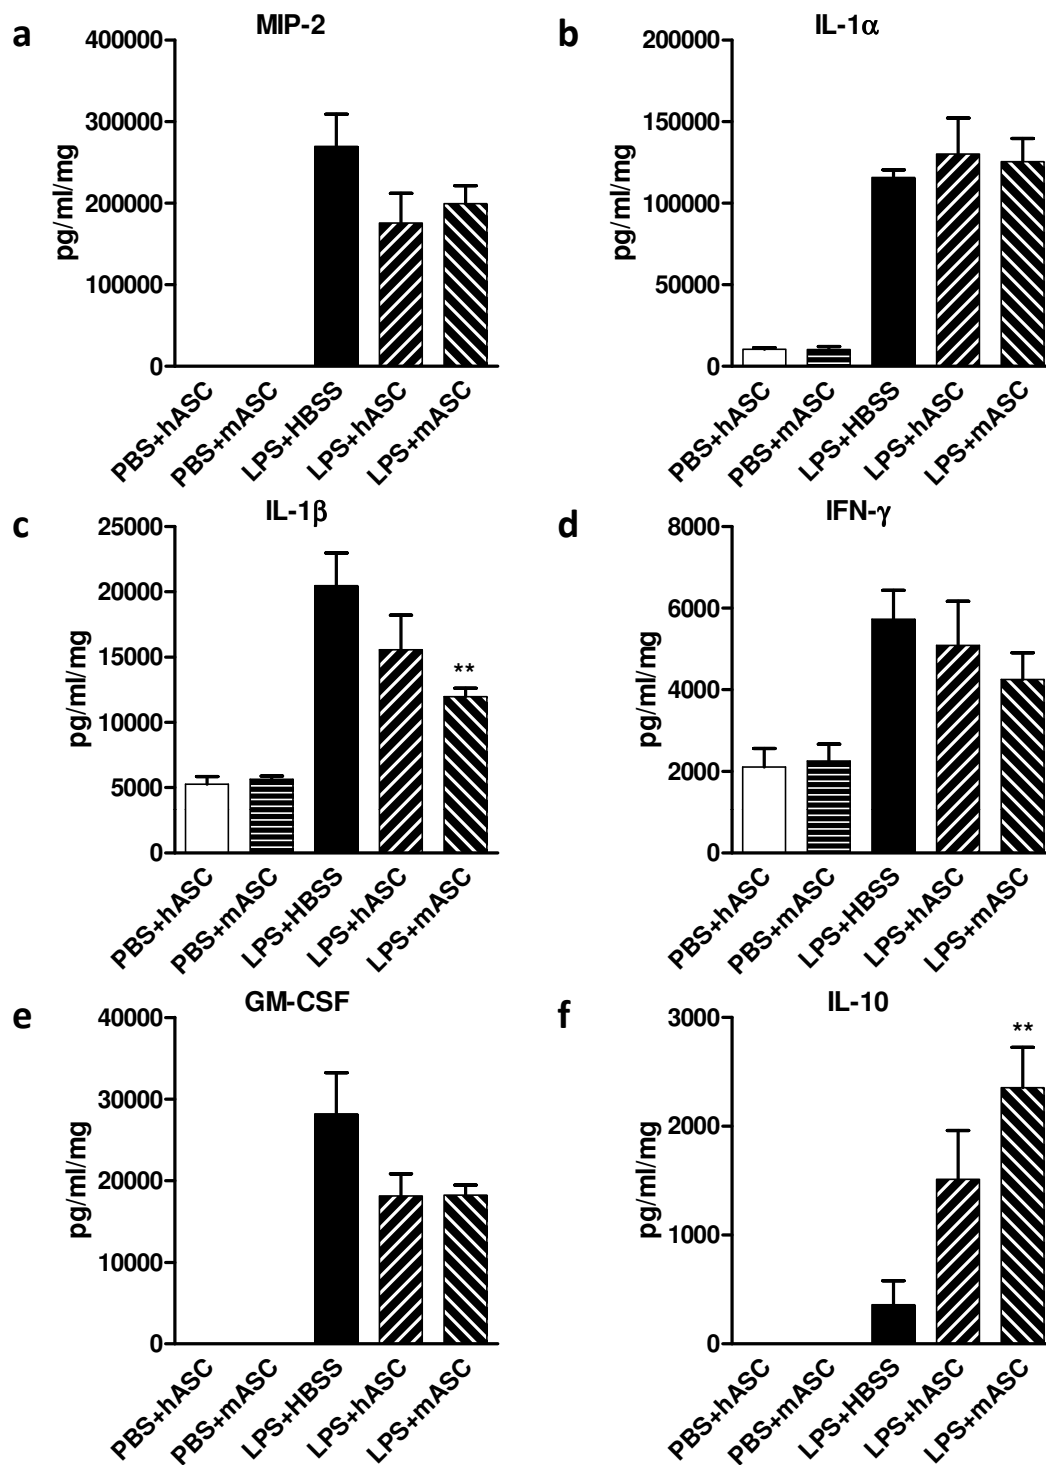 a
MIP-2
400000
300000
200000
100000
0
pg/ml/mg
PBS+hASC
PBS+mASC
LPS+HBSS
LPS+hASC
LPS+mASC
b
IL-1α
200000
150000
100000
50000
0
pg/ml/mg
PBS+hASC
PBS+mASC
LPS+HBSS
LPS+hASC
LPS+mASC
c
IL-1β
25000
20000
15000
10000
5000
0
pg/ml/mg
**
PBS+hASC
PBS+mASC
LPS+HBSS
LPS+hASC
LPS+mASC
d
IFN-γ
8000
6000
4000
2000
0
pg/ml/mg
PBS+hASC
PBS+mASC
LPS+HBSS
LPS+hASC
LPS+mASC
e
GM-CSF
40000
30000
20000
10000
0
pg/ml/mg
PBS+hASC
PBS+mASC
LPS+HBSS
LPS+hASC
LPS+mASC
f
IL-10
3000
2000
1000
0
pg/ml/mg
**
PBS+hASC
PBS+mASC
LPS+HBSS
LPS+hASC
LPS+mASC